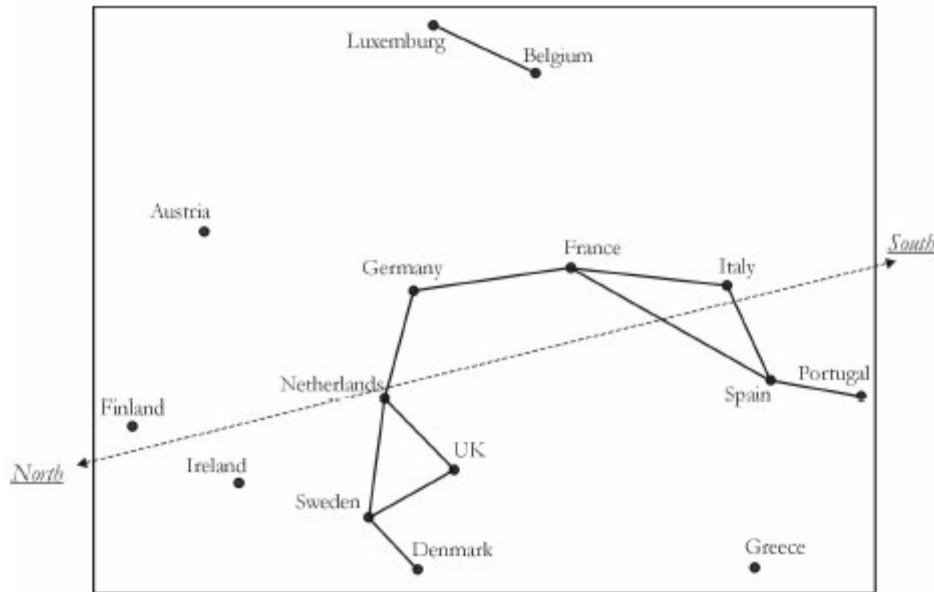 Luxemburg
Belgium
Austria
France
South
Germany
Italy
Netherlands
Portugal
Spain
Finland
UK
Ireland
North
Sweden
Denmark
Greece